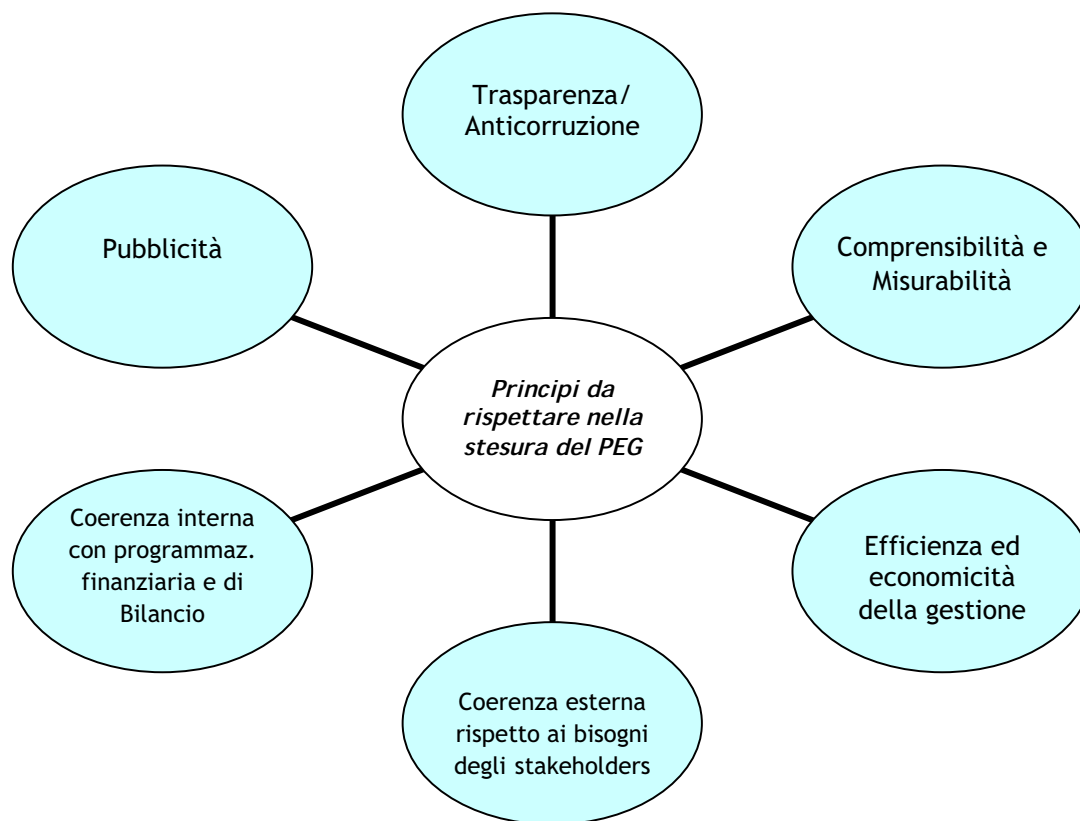 Trasparenza/
Anticorruzione
Pubblicità
Comprensibilità e
Misurabilità
Principi da
rispettare nella
stesura del PEG
Coerenza interna
con programmaz.
finanziaria e di
Bilancio
Efficienza ed
economicità
della gestione
Coerenza esterna
rispetto ai bisogni
degli stakeholders